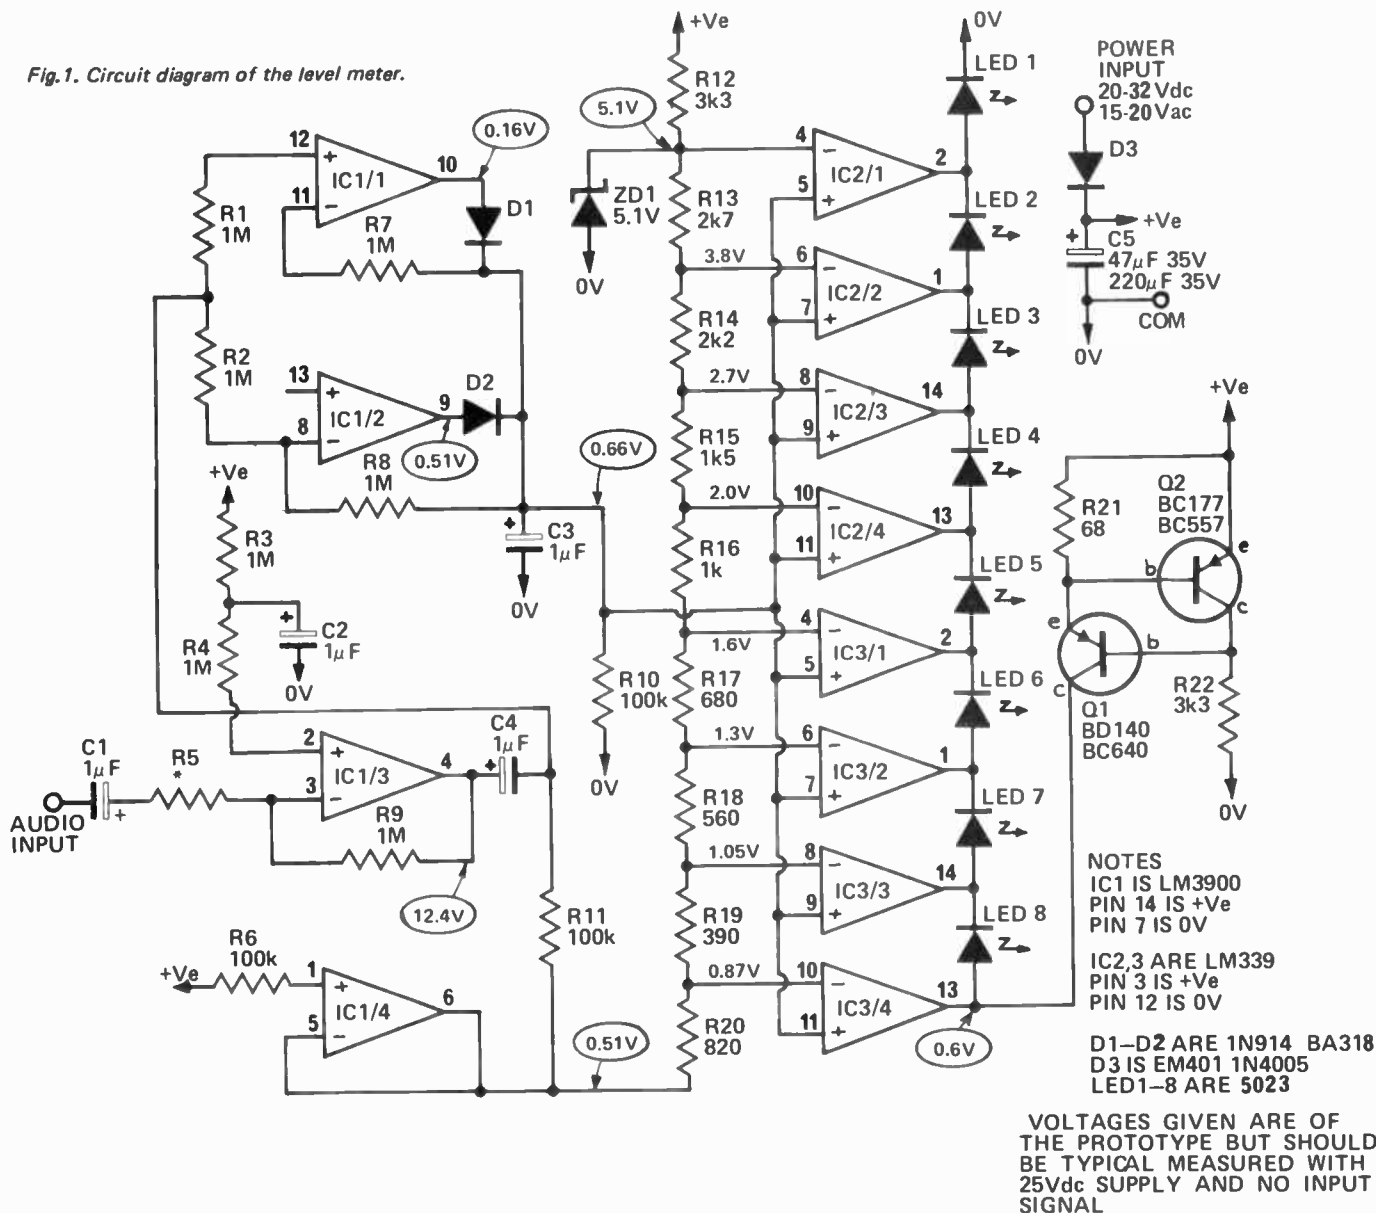 Fig.1. Circuit diagram of the level meter.
+Ve
R12
3k3
5.1V
ZD1
5.1V
0V
R13
2k7
3.8V
R14
2k2
2.7V
R15
1k5
2.0V
R16
1k
1.6V
R17
680
1.3V
R18
560
1.05V
R19
390
0.87V
R20
820
12
+
IC1/1
10
11
−
0.16V
D1
R7
1M
R1
1M
R2
1M
13
+
IC1/2
9
8
−
D2
0.51V
R8
1M
0.66V
+
C3
1µF
0V
+Ve
R3
1M
R4
1M
+
C2
1µF
0V
R10
100k
0V
C1
1µF
+
AUDIO
INPUT
R5
*
2
+
IC1/3
4
3
−
R9
1M
12.4V
C4
1µF
+
R11
100k
R6
100k
+Ve
1
+
IC1/4
6
5
−
0.51V
4
−
IC2/1
2
5
+
6
−
IC2/2
1
7
+
8
−
IC2/3
14
9
+
10
−
IC2/4
13
11
+
4
−
IC3/1
2
5
+
6
−
IC3/2
1
7
+
8
−
IC3/3
14
9
+
10
−
IC3/4
13
11
+
0.6V
0V
LED 1
LED 2
LED 3
LED 4
LED 5
LED 6
LED 7
LED 8
POWER
INPUT
20-32Vdc
15-20Vac
D3
+Ve
+
C5
47µF 35V
220µF 35V
COM
0V
+Ve
R21
68
Q2
BC177
BC557
e
b
c
e
b
c
Q1
BD140
BC640
R22
3k3
0V
NOTES
IC1 IS LM3900
PIN 14 IS +Ve
PIN 7 IS 0V
IC2,3 ARE LM339
PIN 3 IS +Ve
PIN 12 IS 0V
D1–D2 ARE 1N914 BA318
D3 IS EM401 1N4005
LED1–8 ARE 5023
VOLTAGES GIVEN ARE OF
THE PROTOTYPE BUT SHOULD
BE TYPICAL MEASURED WITH
25Vdc SUPPLY AND NO INPUT
SIGNAL